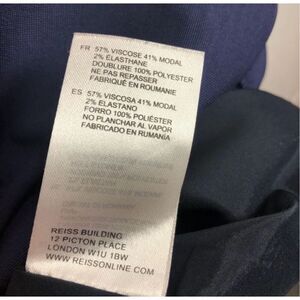 FR 57% VISCOSE 41% MODAL
2% ELASTHANE
DOUBLURE 100% POLYESTER
NE PAS REPASSER
FABRIQUÉ EN ROUMANIE
ES 57% VISCOSA 41% MODAL
2% ELASTANO
FORRO 100% POLIÉSTER
NO PLANCHAR AL VAPOR
FABRICADO EN RUMANÍA
REISS BUILDING
12 PICTON PLACE
LONDON W1U 1BW
WWW.REISSONLINE.COM